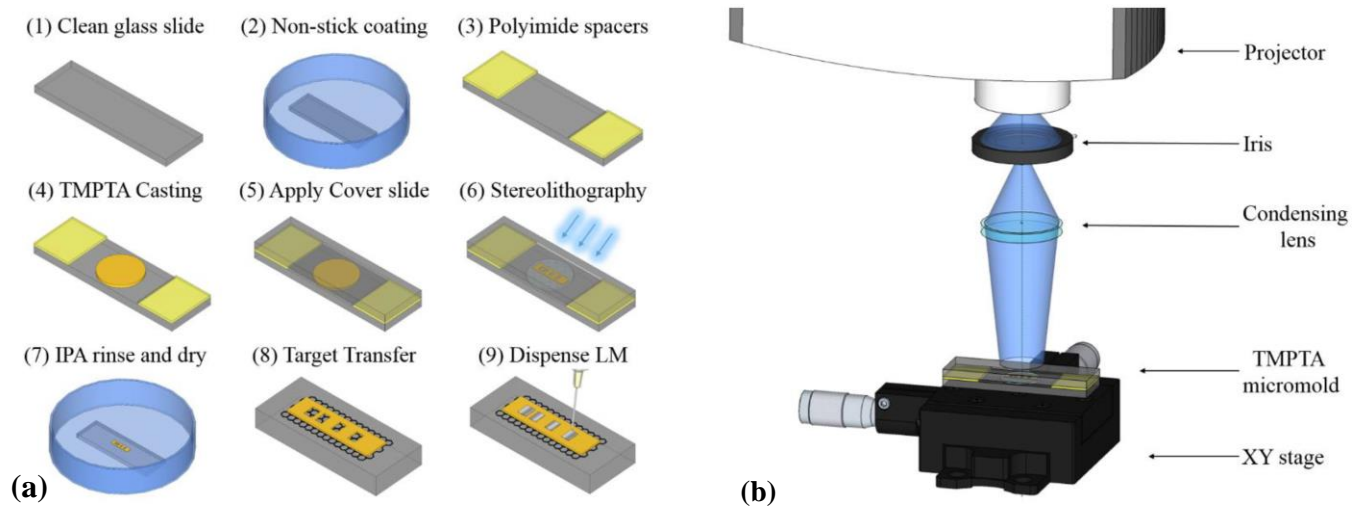 (1) Clean glass slide
(2) Non-stick coating
(3) Polyimide spacers
(4) TMPTA Casting
(5) Apply Cover slide
(6) Stereolithography
(7) IPA rinse and dry
(8) Target Transfer
(9) Dispense LM
(a)
Projector
Iris
Condensing
lens
TMPTA
micromold
XY stage
(b)